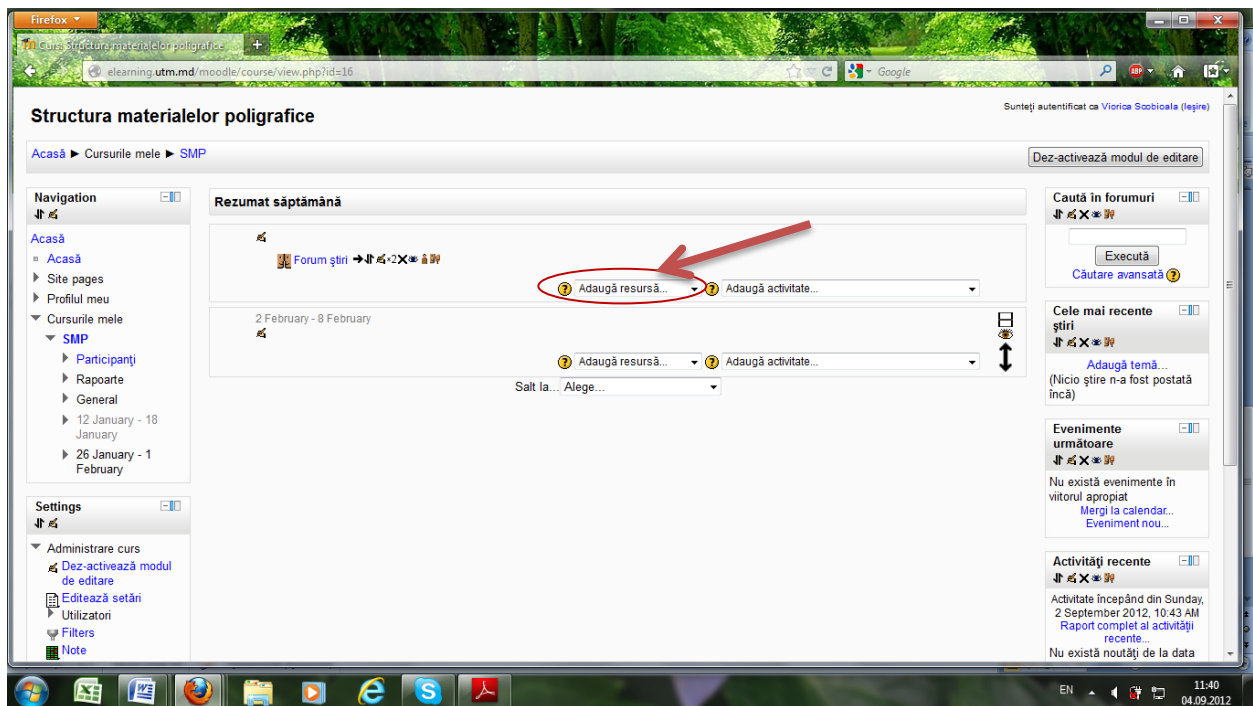 Firefox
Curs: Structura materialelor poligrafice
elearning.utm.md/moodle/course/view.php?id=16
Google
ABP
Structura materialelor poligrafice
Sunteţi autentificat ca Viorica Scobioala (Ieşire)
Acasă ► Cursurile mele ► SMP
Dez-activează modul de editare
Navigation
Acasă
Acasă
Site pages
Profilul meu
Cursurile mele
SMP
Participanţi
Rapoarte
General
12 January - 18
January
26 January - 1
February
Settings
Administrare curs
Dez-activează modul
de editare
Editează setări
Utilizatori
Filters
Note
Rezumat săptămână
Forum ştiri
Adaugă resursă... Adaugă activitate...
2 February - 8 February
Adaugă resursă... Adaugă activitate...
Salt la... Alege...
Caută în forumuri
Execută
Căutare avansată
Cele mai recente
ştiri
Adaugă temă...
(Nicio ştire n-a fost postată
încă)
Evenimente
următoare
Nu există evenimente în
viitorul apropiat
Mergi la calendar...
Eveniment nou...
Activităţi recente
Activitate începând din Sunday,
2 September 2012, 10:43 AM
Raport complet al activităţii
recente...
Nu există noutăţi de la data
EN
11:40
04.09.2012